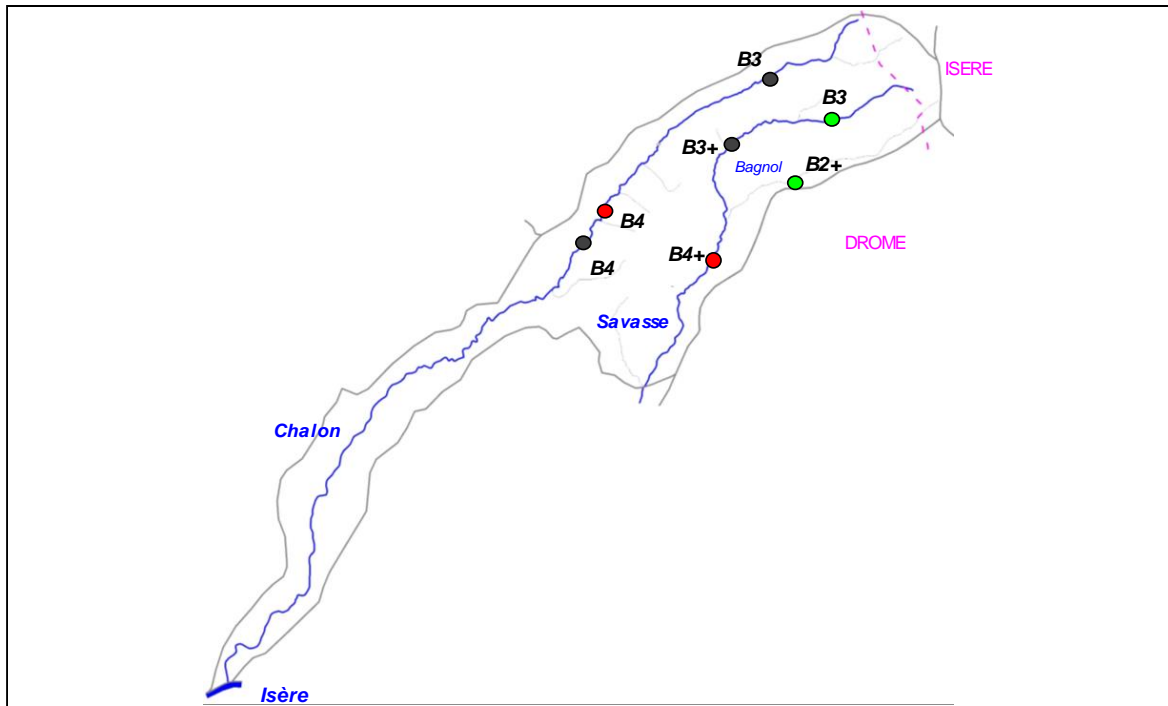 B3
ISERE
B3
B3+
Bagnol
B2+
B4
DROME
B4+
B4
Savasse
Chalon
Isère